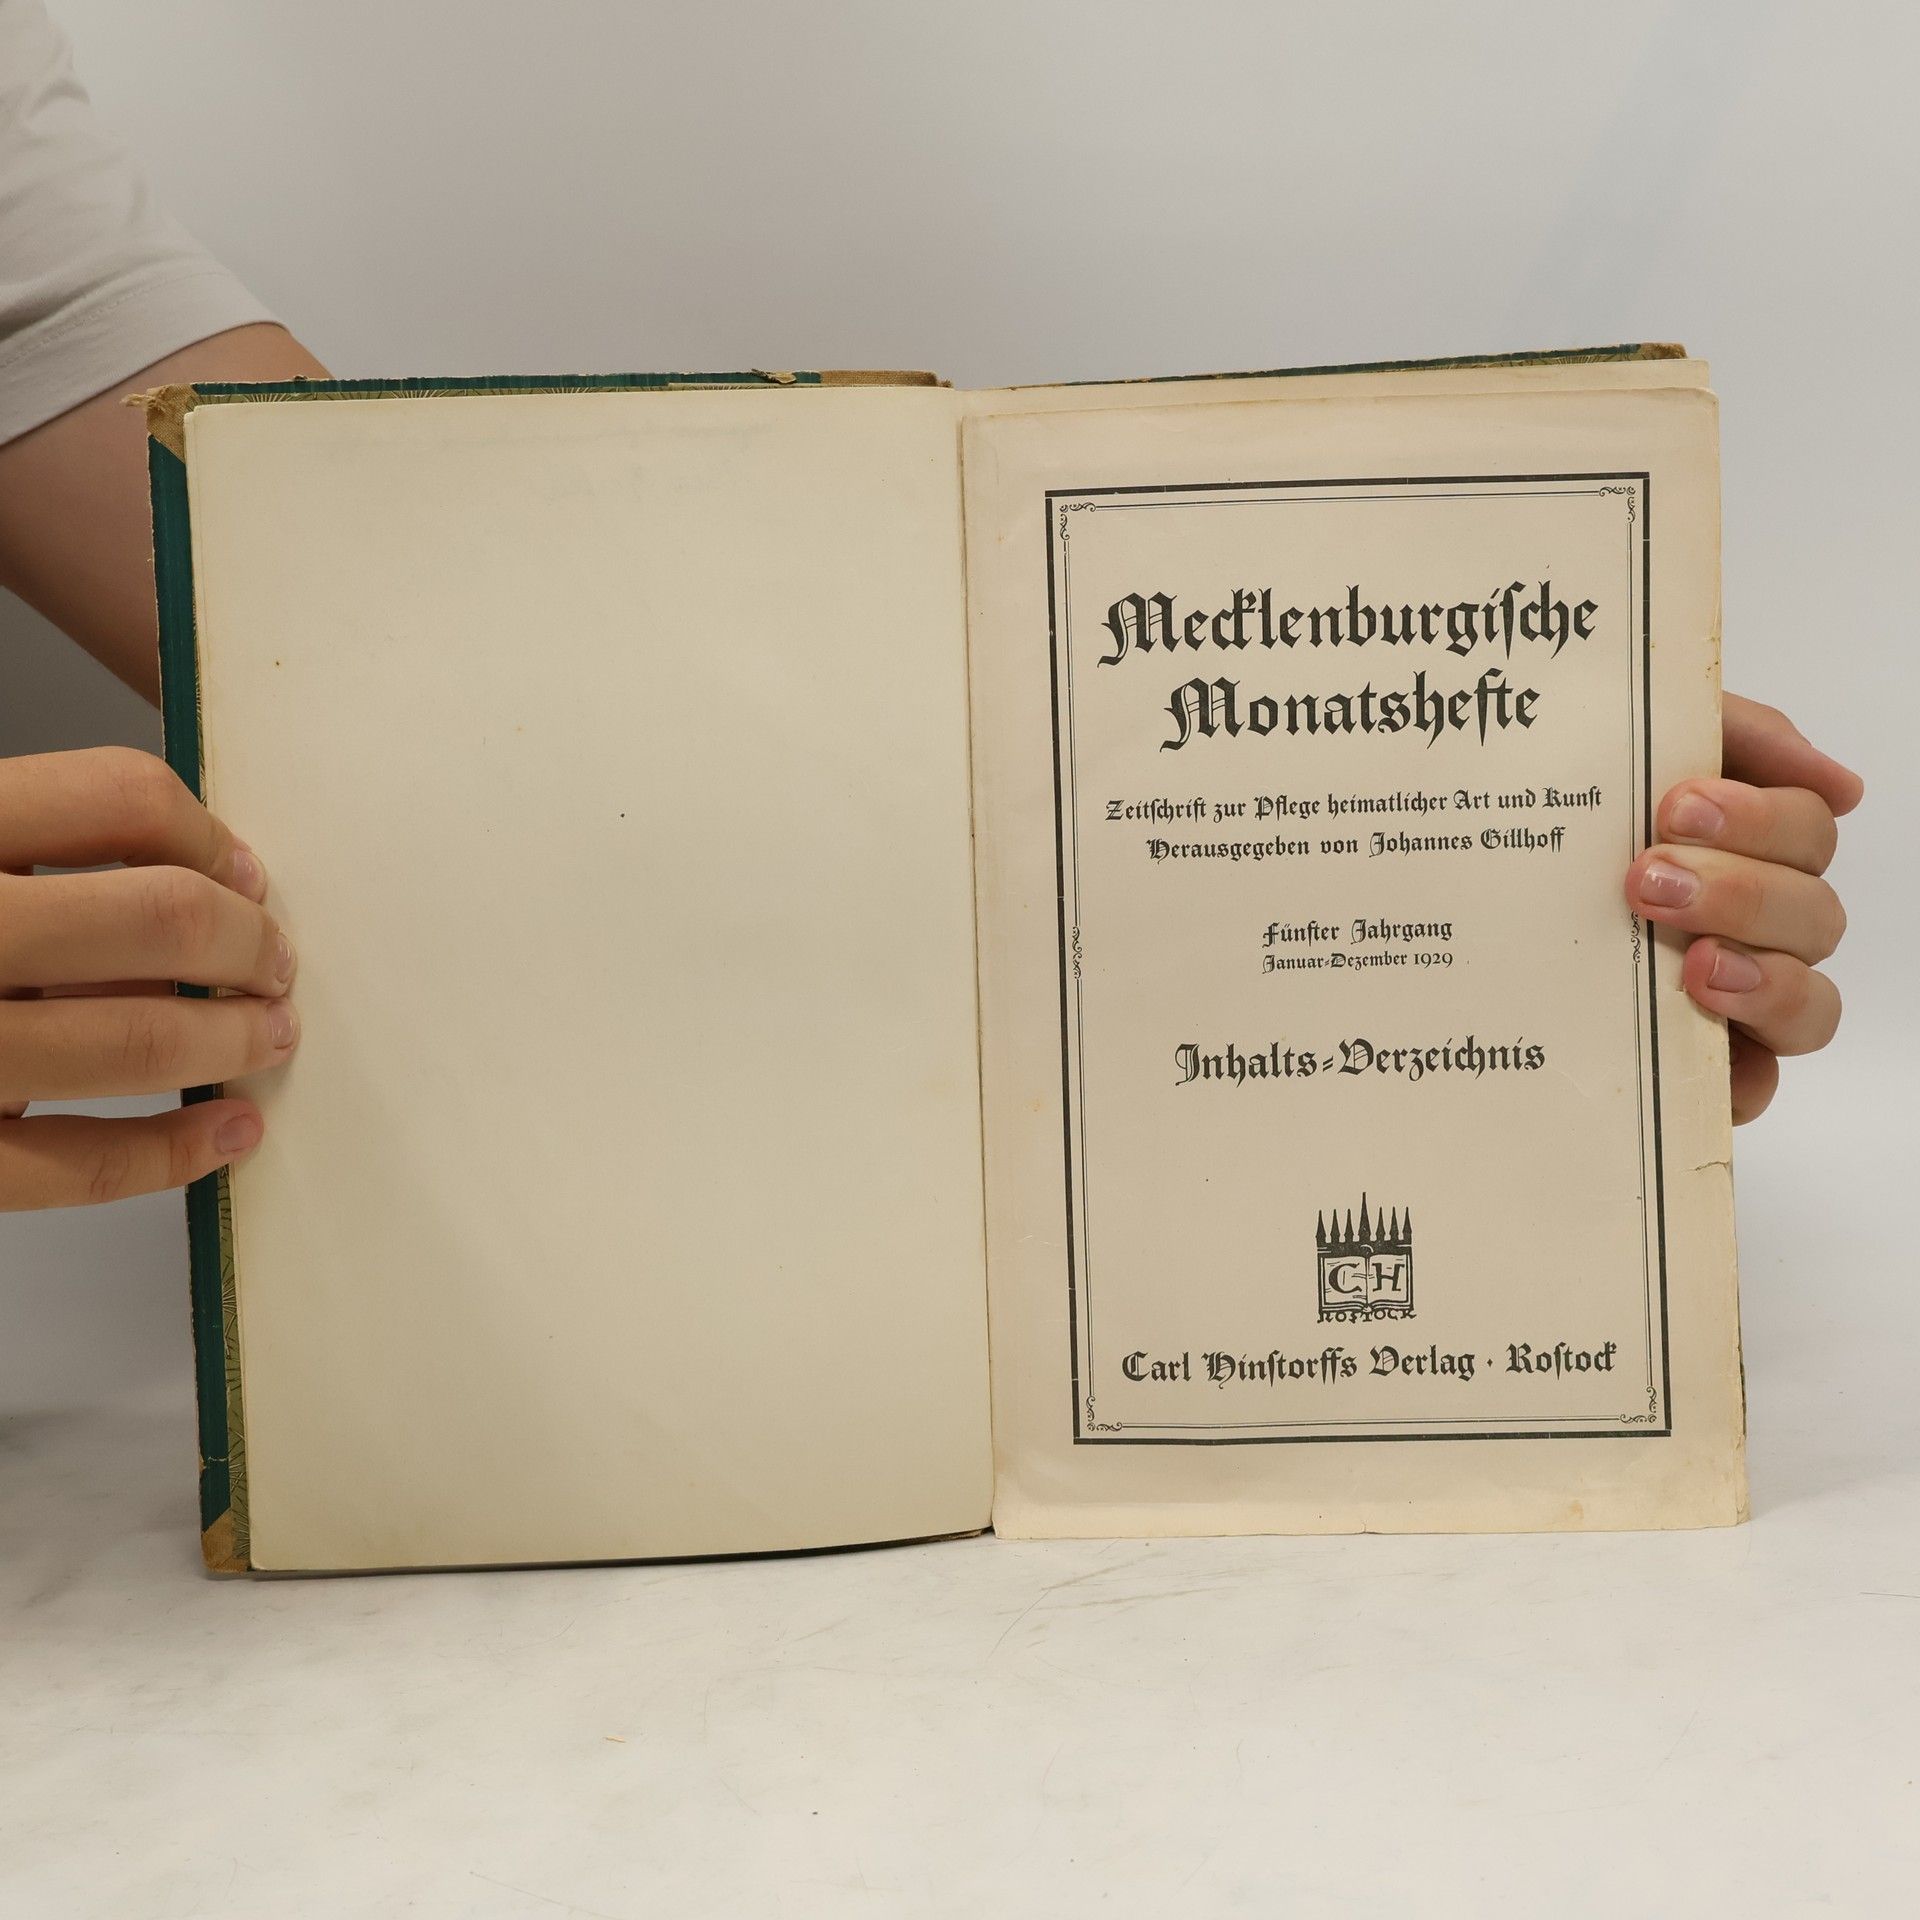 Mecklenburgiſche
Monatshefte
Zeitſchrift zur Pflege heimatlicher Art und Kunſt
Herausgegeben von Johannes Gillhoff
Fünfter Jahrgang
Januar-Dezember 1929
Inhalts-Verzeichnis
C H
ROSTOCK
Carl Hinſtorffs Verlag · Roſtock